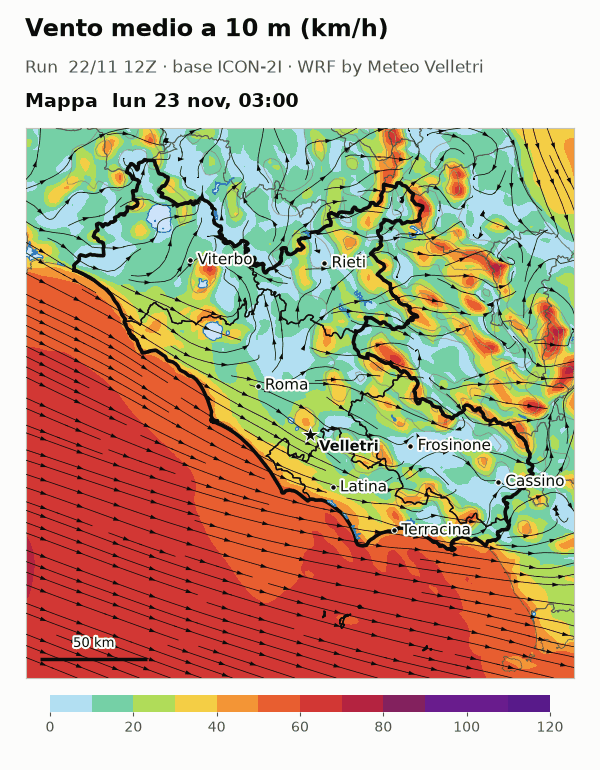 Vento medio a 10 m (km/h)
Run 22/11 12Z · base ICON-2I · WRF by Meteo Velletri
Mappa lun 23 nov, 03:00
Viterbo
Rieti
Roma
Velletri
Frosinone
Latina
Cassino
Terracina
50 km
0 20 40 60 80 100 120